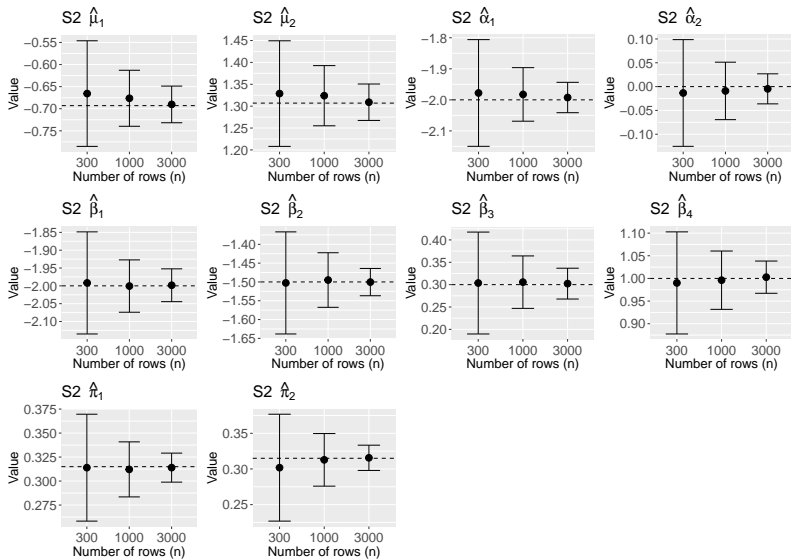 S2 μ̂₁
Value
−0.55
−0.60
−0.65
−0.70
−0.75
300 1000 3000
Number of rows (n)
S2 μ̂₂
Value
1.45
1.40
1.35
1.30
1.25
1.20
300 1000 3000
Number of rows (n)
S2 α̂₁
Value
−1.8
−1.9
−2.0
−2.1
300 1000 3000
Number of rows (n)
S2 α̂₂
Value
0.10
0.05
0.00
−0.05
−0.10
300 1000 3000
Number of rows (n)
S2 β̂₁
Value
−1.85
−1.90
−1.95
−2.00
−2.05
−2.10
300 1000 3000
Number of rows (n)
S2 β̂₂
Value
−1.40
−1.45
−1.50
−1.55
−1.60
−1.65
300 1000 3000
Number of rows (n)
S2 β̂₃
Value
0.40
0.35
0.30
0.25
0.20
300 1000 3000
Number of rows (n)
S2 β̂₄
Value
1.10
1.05
1.00
0.95
0.90
300 1000 3000
Number of rows (n)
S2 π̂₁
Value
0.375
0.350
0.325
0.300
0.275
300 1000 3000
Number of rows (n)
S2 π̂₂
Value
0.35
0.30
0.25
300 1000 3000
Number of rows (n)